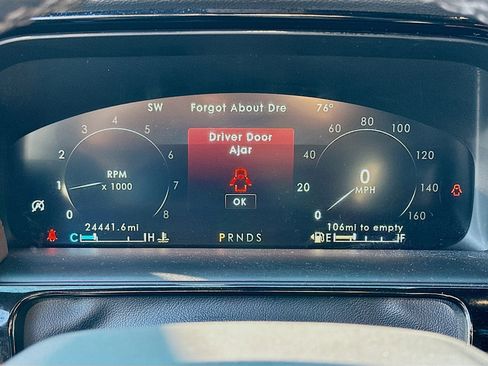 SW Forgot About Dre 76°
Driver Door
Ajar
OK
0 1 2 3 4 5 6 7 8
RPM
x 1000
0 20 40 60 80 100 120 140 160
0
MPH
24441.6mi
106mi to empty
C H
PRNDS
E F